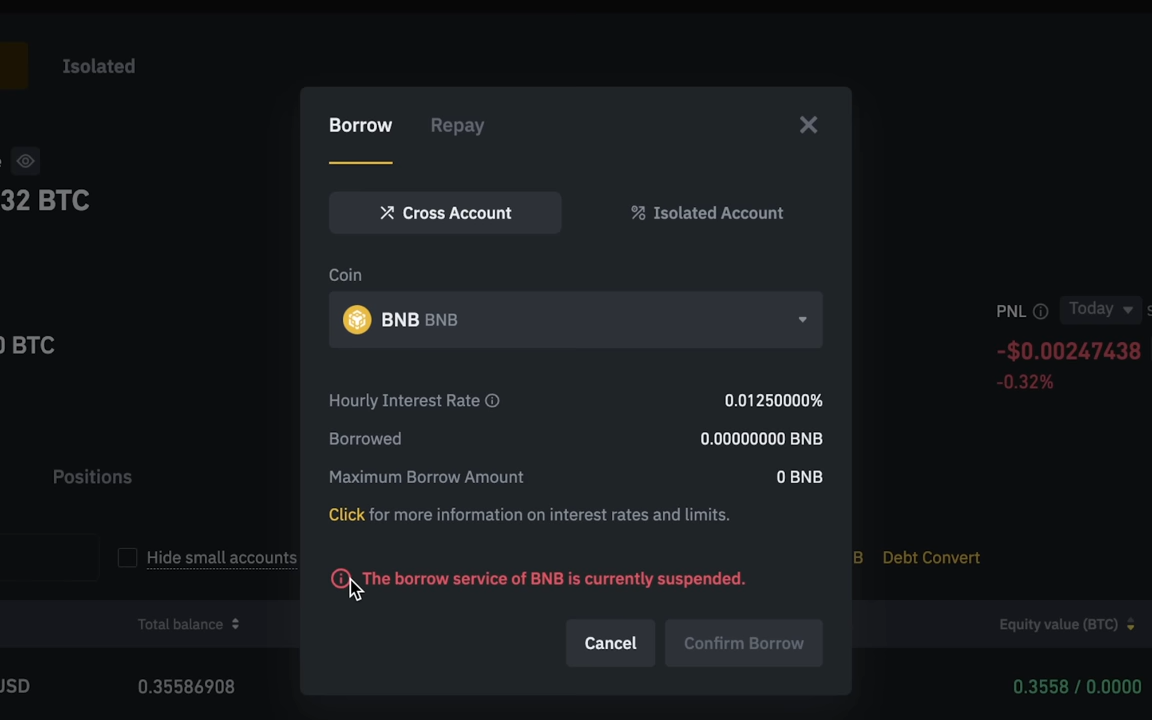 Isolated
Borrow Repay
32 BTC
Cross Account Isolated Account
Coin
BNB BNB
PNL Today
0 BTC
-$0.00247438
-0.32%
Hourly Interest Rate 0.01250000%
Borrowed 0.00000000 BNB
Positions Maximum Borrow Amount 0 BNB
Click for more information on interest rates and limits.
Hide small accounts B Debt Convert
The borrow service of BNB is currently suspended.
Total balance Equity value (BTC)
Cancel Confirm Borrow
USD 0.35586908 0.3558 / 0.0000